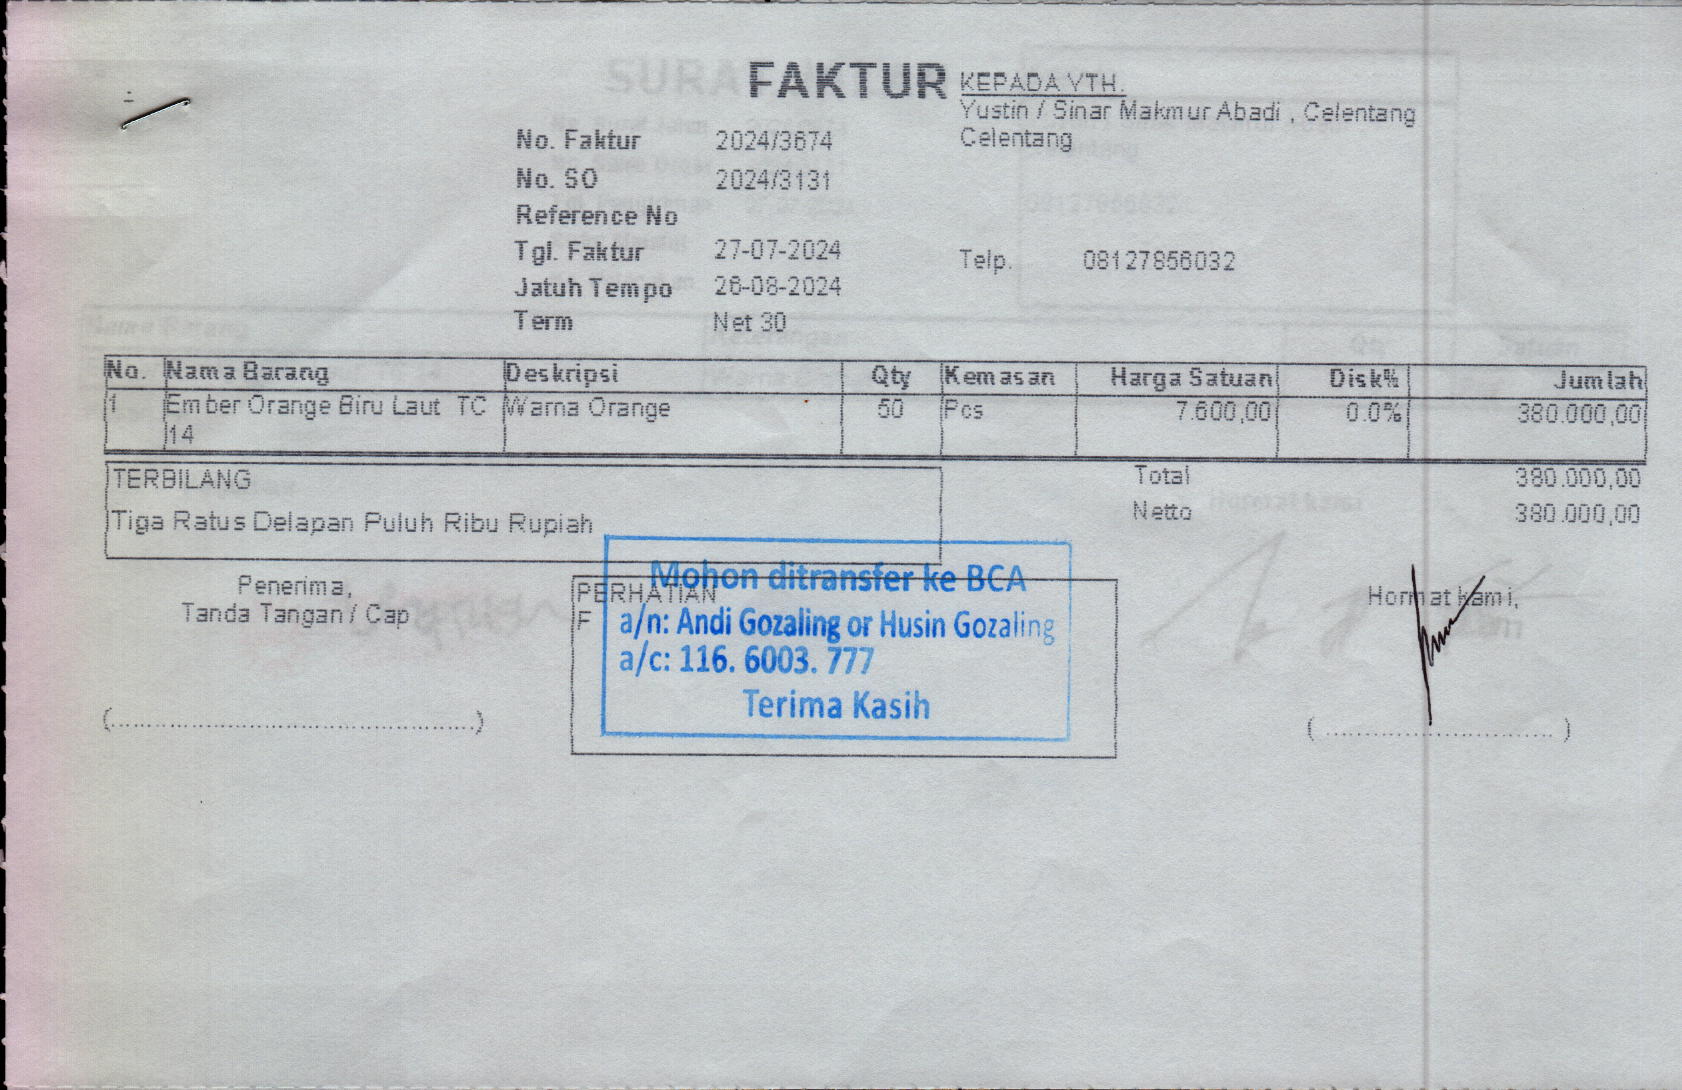 FAKTUR
KEPADA YTH.
Yustin / Sinar Makmur Abadi , Celentang
Celentang
No. Faktur 2024/3674
No. SO 2024/3131
Reference No
Tgl. Faktur 27-07-2024
Telp. 08127856032
Jatuh Tempo 26-08-2024
Term Net 30
No. Nama Barang Deskripsi Qty Kemasan Harga Satuan Disk% Jumlah
1 Ember Orange Biru Laut TC Warna Orange 50 Pcs 7.600,00 0.0% 380.000,00
14
TERBILANG
Total 380.000,00
Tiga Ratus Delapan Puluh Ribu Rupiah
Netto 380.000,00
Penerima,
Tanda Tangan / Cap
PERHATIAN
F
Mohon ditransfer ke BCA
a/n: Andi Gozaling or Husin Gozaling
a/c: 116. 6003. 777
Terima Kasih
Hormat kami,